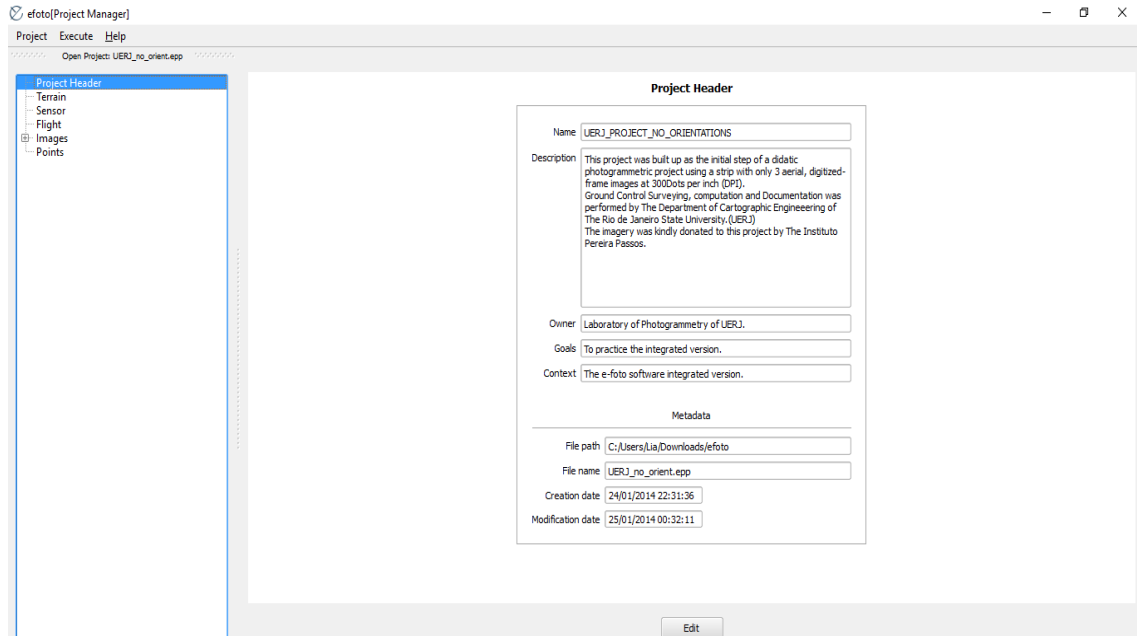 efoto[Project Manager]
Project Execute Help
Open Project: UERJ_no_orient.epp
Project Header
Terrain
Sensor
Flight
Images
Points
Project Header
Name UERJ_PROJECT_NO_ORIENTATIONS
Description This project was built up as the initial step of a didatic
photogrammetric project using a strip with only 3 aerial, digitized-
frame images at 300Dots per inch (DPI).
Ground Control Surveying, computation and Documentation was
performed by The Department of Cartographic Engineeering of
The Rio de Janeiro State University.(UERJ)
The imagery was kindly donated to this project by The Instituto
Pereira Passos.
Owner Laboratory of Photogrammetry of UERJ.
Goals To practice the integrated version.
Context The e-foto software integrated version.
Metadata
File path C:/Users/Lia/Downloads/efoto
File name UERJ_no_orient.epp
Creation date 24/01/2014 22:31:36
Modification date 25/01/2014 00:32:11
Edit